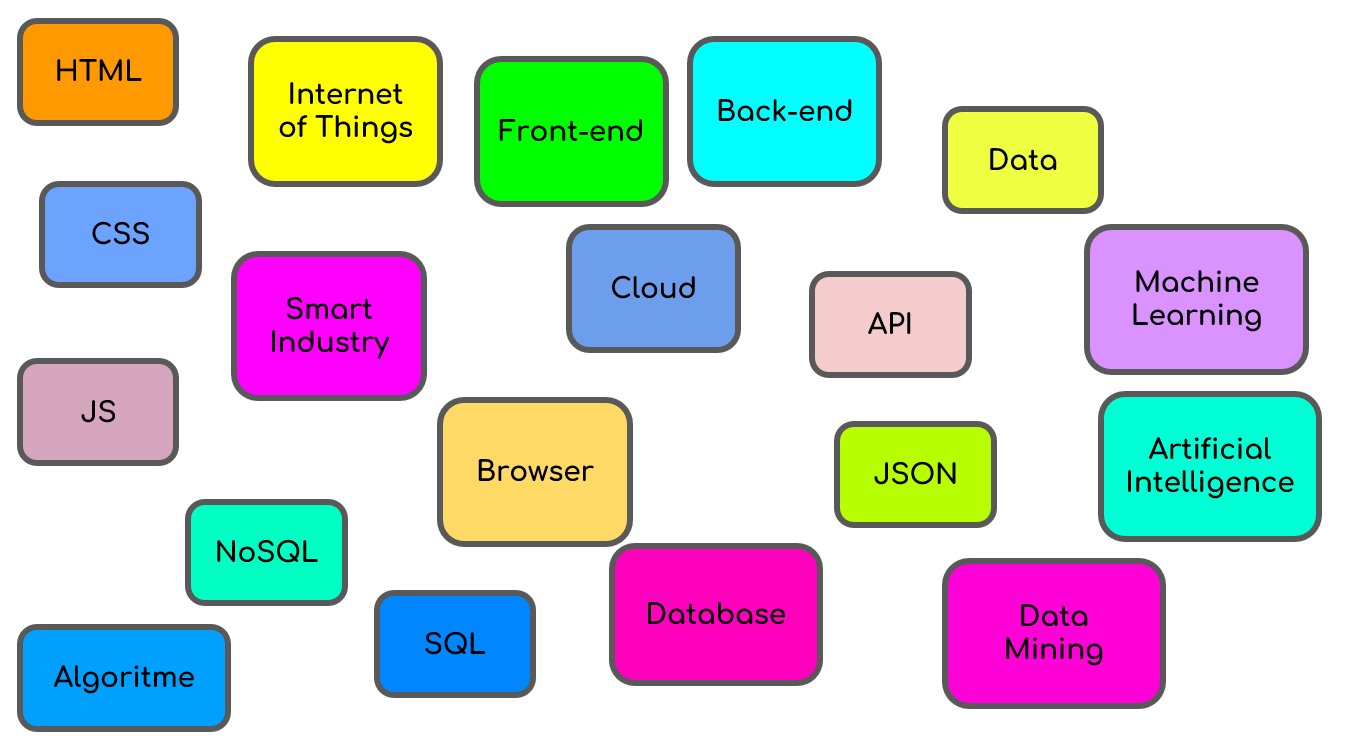 HTML
Internet
of Things
Front-end
Back-end
Data
CSS
Smart
Industry
Cloud
API
Machine
Learning
JS
Browser
JSON
Artificial
Intelligence
NoSQL
SQL
Database
Data
Mining
Algoritme